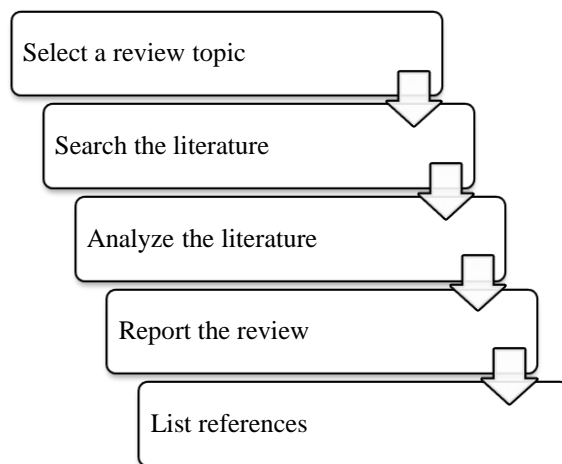 Select a review topic
Search the literature
Analyze the literature
Report the review
List references